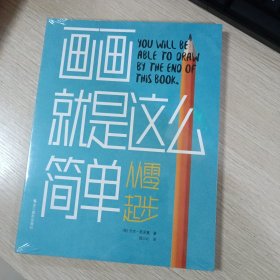 画画
YOU WILL BE
ABLE TO DRAW
BY THE END OF
THIS BOOK.
就是这么
简单
从零
起步